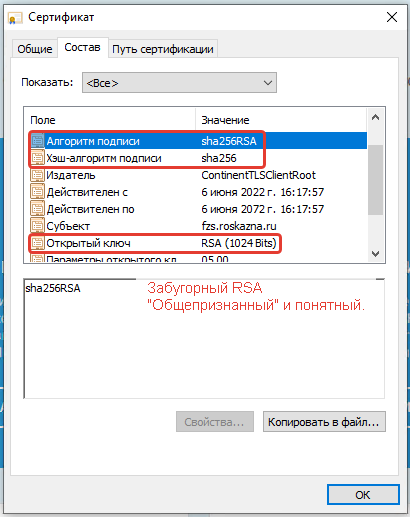 Сертификат
Общие Состав Путь сертификации
Показать: <Все>
Поле Значение
Алгоритм подписи sha256RSA
Хэш-алгоритм подписи sha256
Издатель ContinentTLSClientRoot
Действителен с 6 июня 2022 г. 16:17:57
Действителен по 6 июня 2027 г. 16:17:57
Субъект fzs.roskazna.ru
Открытый ключ RSA (1024 Bits)
Параметры открытого кл... 05 00
sha256RSA
Забугорный RSA
"Общепризнанный" и понятный.
Свойства... Копировать в файл...
OK